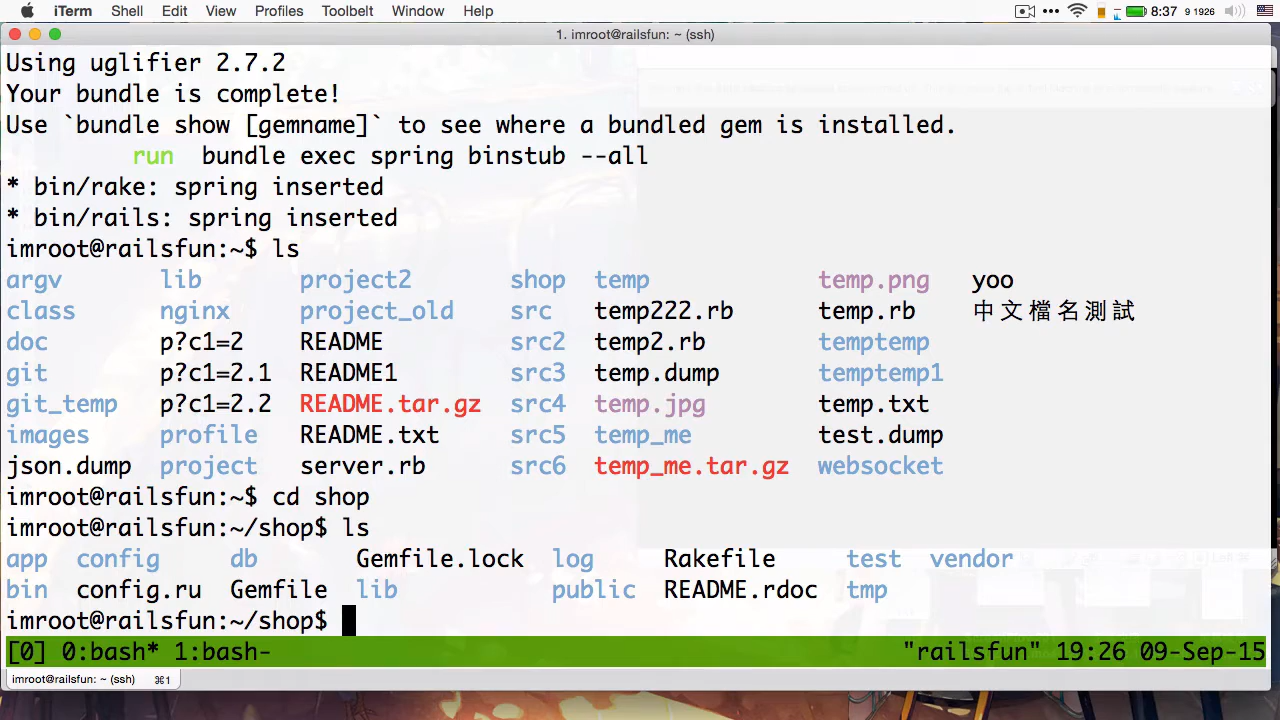 iTerm Shell Edit View Profiles Toolbelt Window Help 8:37 9 1926
1. imroot@railsfun: ~ (ssh)
Using uglifier 2.7.2
Your bundle is complete!
Use `bundle show [gemname]` to see where a bundled gem is installed.
run bundle exec spring binstub --all
* bin/rake: spring inserted
* bin/rails: spring inserted
imroot@railsfun:~$ ls
argv lib project2 shop temp temp.png yoo
class nginx project_old src temp222.rb temp.rb 中文檔名測試
doc p?c1=2 README src2 temp2.rb temptemp
git p?c1=2.1 README1 src3 temp.dump temptemp1
git_temp p?c1=2.2 README.tar.gz src4 temp.jpg temp.txt
images profile README.txt src5 temp_me test.dump
json.dump project server.rb src6 temp_me.tar.gz websocket
imroot@railsfun:~$ cd shop
imroot@railsfun:~/shop$ ls
app config db Gemfile.lock log Rakefile test vendor
bin config.ru Gemfile lib public README.rdoc tmp
imroot@railsfun:~/shop$
[0] 0:bash* 1:bash- "railsfun" 19:26 09-Sep-15
imroot@railsfun: ~ (ssh) ⌘1